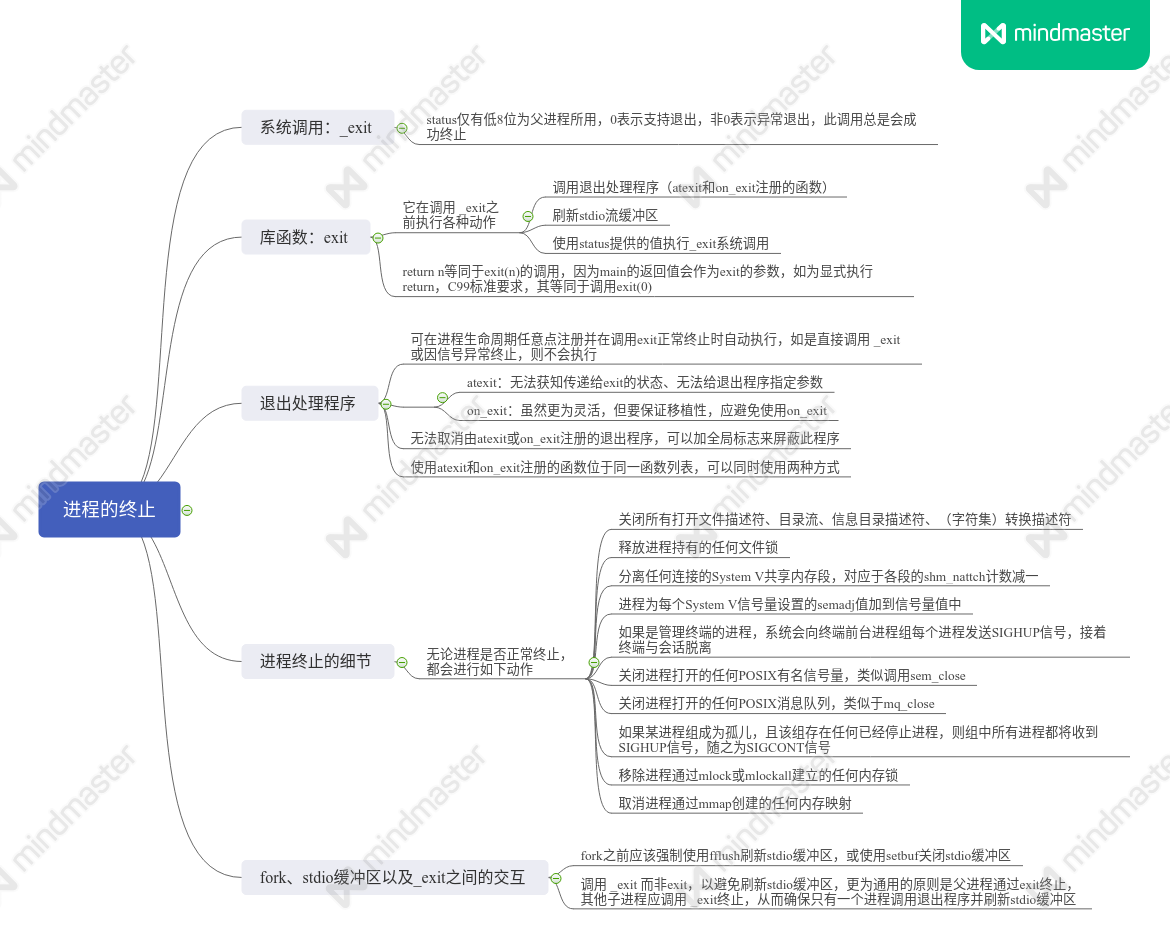 mindmaster
系统调用：_exit
status仅有低8位为父进程所用，0表示支持退出，非0表示异常退出，此调用总是会成
功终止
库函数：exit
它在调用 _exit之
前执行各种动作
调用退出处理程序（atexit和on_exit注册的函数）
刷新stdio流缓冲区
使用status提供的值执行_exit系统调用
return n等同于exit(n)的调用，因为main的返回值会作为exit的参数，如为显式执行
return，C99标准要求，其等同于调用exit(0)
退出处理程序
可在进程生命周期任意点注册并在调用exit正常终止时自动执行，如是直接调用 _exit
或因信号异常终止，则不会执行
atexit：无法获知传递给exit的状态、无法给退出程序指定参数
on_exit：虽然更为灵活，但要保证移植性，应避免使用on_exit
无法取消由atexit或on_exit注册的退出程序，可以加全局标志来屏蔽此程序
使用atexit和on_exit注册的函数位于同一函数列表，可以同时使用两种方式
进程的终止
进程终止的细节
无论进程是否正常终止，
都会进行如下动作
关闭所有打开文件描述符、目录流、信息目录描述符、（字符集）转换描述符
释放进程持有的任何文件锁
分离任何连接的System V共享内存段，对应于各段的shm_nattch计数减一
进程为每个System V信号量设置的semadj值加到信号量值中
如果是管理终端的进程，系统会向终端前台进程组每个进程发送SIGHUP信号，接着
终端与会话脱离
关闭进程打开的任何POSIX有名信号量，类似调用sem_close
关闭进程打开的任何POSIX消息队列，类似于mq_close
如果某进程组成为孤儿，且该组存在任何已经停止进程，则组中所有进程都将收到
SIGHUP信号，随之为SIGCONT信号
移除进程通过mlock或mlockall建立的任何内存锁
取消进程通过mmap创建的任何内存映射
fork、stdio缓冲区以及_exit之间的交互
fork之前应该强制使用fflush刷新stdio缓冲区，或使用setbuf关闭stdio缓冲区
调用 _exit 而非exit，以避免刷新stdio缓冲区，更为通用的原则是父进程通过exit终止，
其他子进程应调用 _exit终止，从而确保只有一个进程调用退出程序并刷新stdio缓冲区